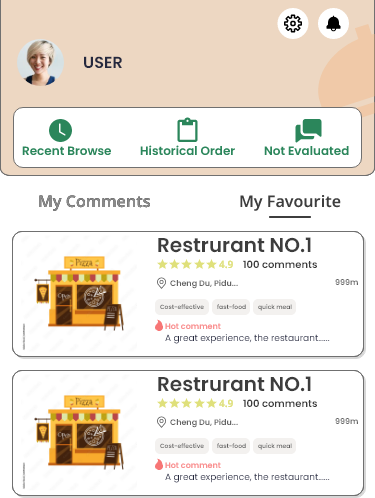 USER
Recent Browse
Historical Order
Not Evaluated
My Comments
My Favourite
Restrurant NO.1
4.9 100 comments
Cheng Du, Pidu... 999m
Cost-effective fast-food quick meal
Hot comment
A great experience, the restaurant......
PIZZA
Restrurant NO.1
4.9 100 comments
Cheng Du, Pidu... 999m
Cost-effective fast-food quick meal
Hot comment
A great experience, the restaurant......
PIZZA